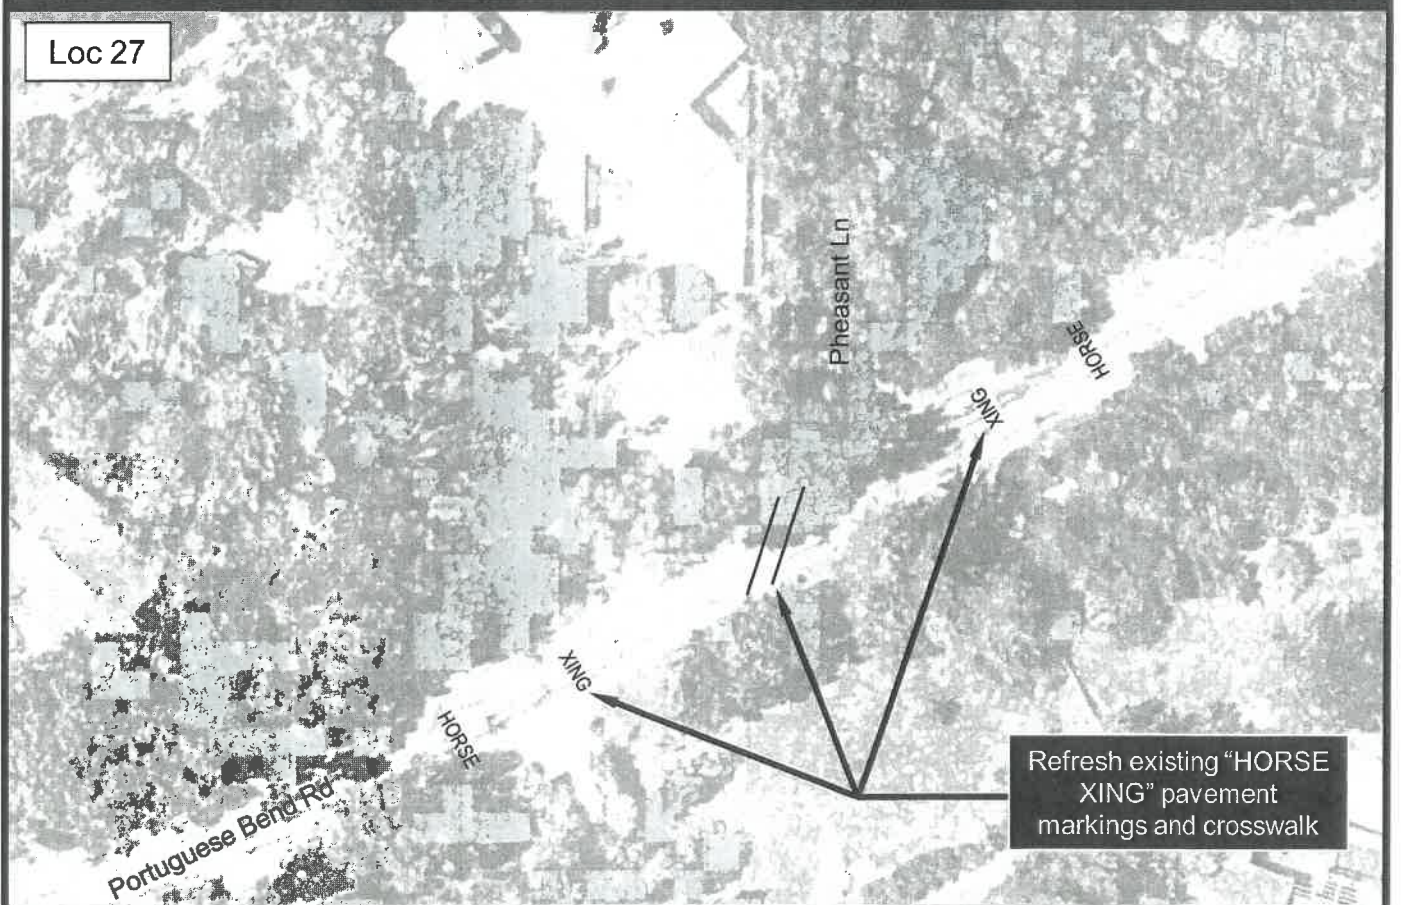 Loc 27
Pheasant Ln
HORSE
XING
XING
HORSE
Portuguese Bend Rd
Refresh existing “HORSE
XING” pavement
markings and crosswalk